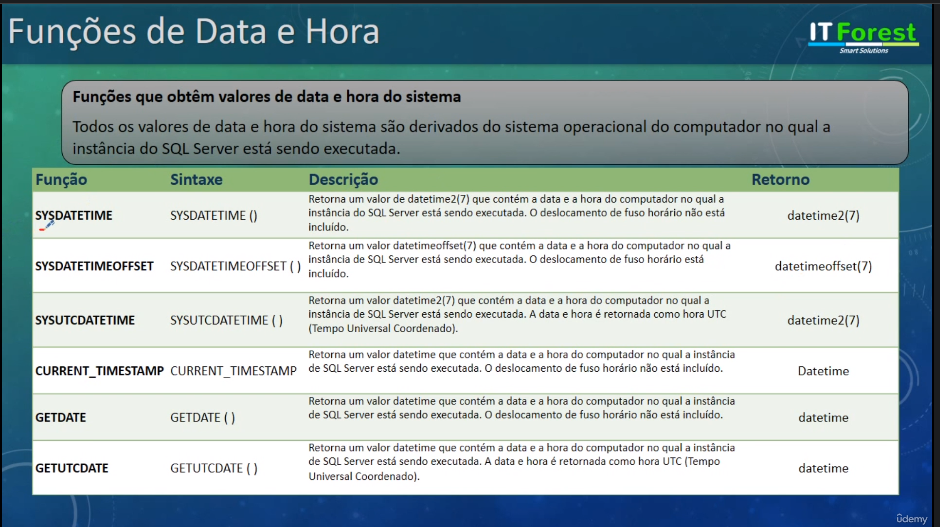 Funções de Data e Hora
ITForest
Smart Solutions
Funções que obtêm valores de data e hora do sistema
Todos os valores de data e hora do sistema são derivados do sistema operacional do computador no qual a
instância do SQL Server está sendo executada.
Função Sintaxe Descrição Retorno
SYSDATETIME SYSDATETIME () Retorna um valor de datetime2(7) que contém a data e a hora do computador no qual a
instância de SQL Server está sendo executada. O deslocamento de fuso horário não está
incluído. datetime2(7)
SYSDATETIMEOFFSET SYSDATETIMEOFFSET ( ) Retorna um valor datetimeoffset(7) que contém a data e a hora do computador no qual a
instância de SQL Server está sendo executada. O deslocamento de fuso horário está
incluído. datetimeoffset(7)
SYSUTCDATETIME SYSUTCDATETIME ( ) Retorna um valor datetime2(7) que contém a data e a hora do computador no qual a
instância de SQL Server está sendo executada. A data e hora é retornada como hora UTC
(Tempo Universal Coordenado). datetime2(7)
CURRENT_TIMESTAMP CURRENT_TIMESTAMP Retorna um valor datetime que contém a data e a hora do computador no qual a instância
de SQL Server está sendo executada. O deslocamento de fuso horário não está incluído. Datetime
GETDATE GETDATE ( ) Retorna um valor datetime que contém a data e a hora do computador no qual a instância
de SQL Server está sendo executada. O deslocamento de fuso horário não está incluído. datetime
GETUTCDATE GETUTCDATE ( ) Retorna um valor datetime que contém a data e a hora do computador no qual a instância
de SQL Server está sendo executada. A data e hora é retornada como hora UTC (Tempo
Universal Coordenado). datetime
udemy